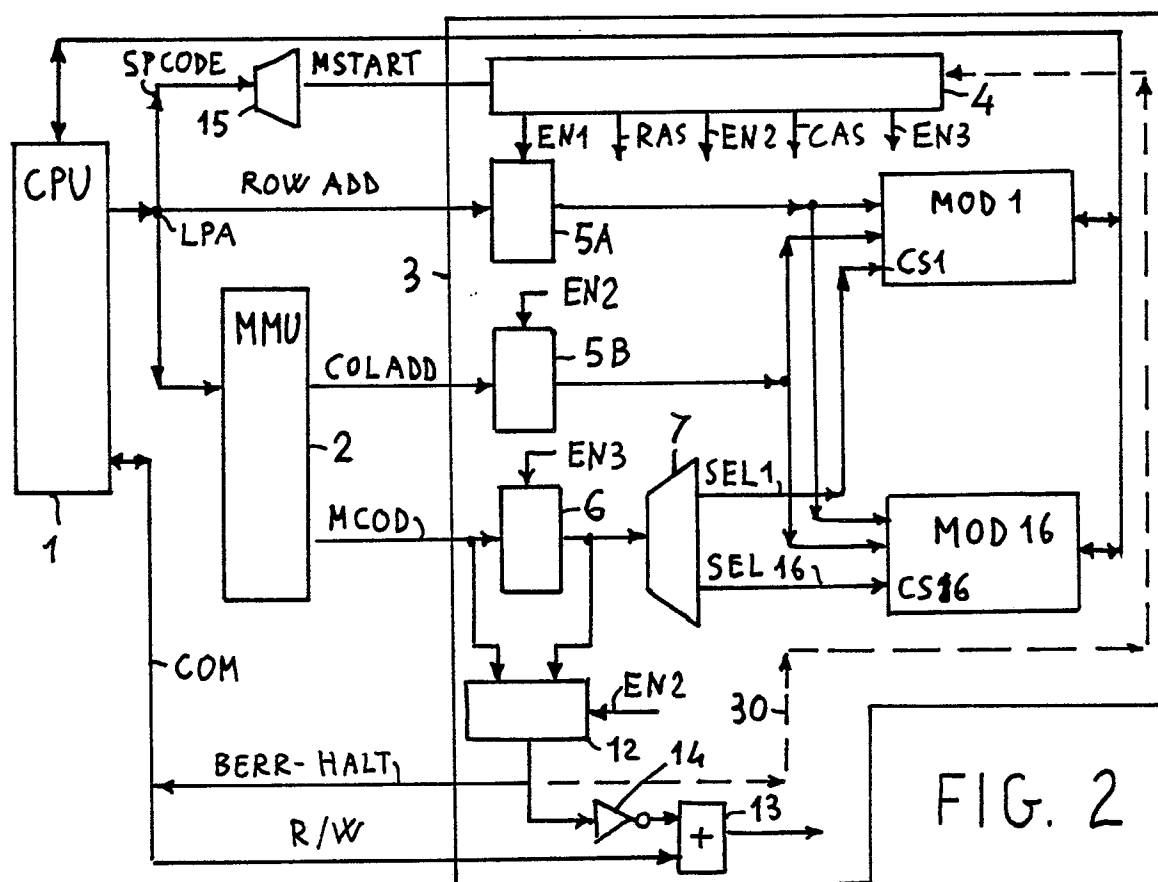 3
SPCODE
MSTART
15
4
EN1
RAS
EN2
CAS
EN3
CPU
ROW ADD
LPA
5A
MOD 1
CS1
EN2
MMU
COLADD
5B
2
7
EN3
SEL1
MCOD
6
1
SEL 16
MOD 16
CS16
COM
EN2
30
12
BERR-HALT
14
13
R/W
+
FIG. 2